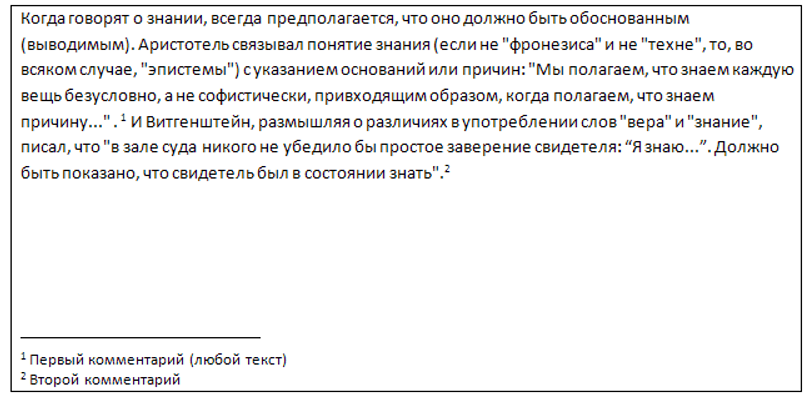 Когда говорят о знании, всегда предполагается, что оно должно быть обоснованным
(выводимым). Аристотель связывал понятие знания (если не "фронезиса" и не "техне", то, во
всяком случае, "эпистемы") с указанием оснований или причин: "Мы полагаем, что знаем каждую
вещь безусловно, а не софистически, привходящим образом, когда полагаем, что знаем
причину..." . 1 И Витгенштейн, размышляя о различиях в употреблении слов "вера" и "знание",
писал, что "в зале суда никого не убедило бы простое заверение свидетеля: “Я знаю...”. Должно
быть показано, что свидетель был в состоянии знать".2
1 Первый комментарий (любой текст)
2 Второй комментарий